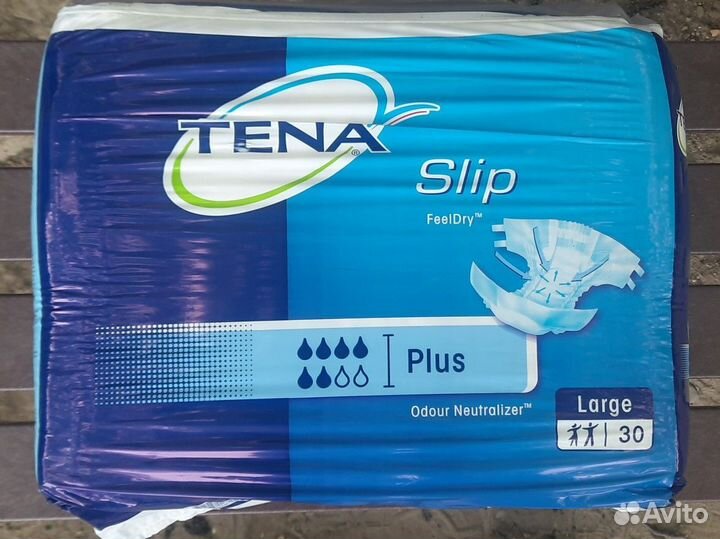 TENA®
Slip
FeelDry™
Plus
Odour Neutralizer™
Large
30
Avito